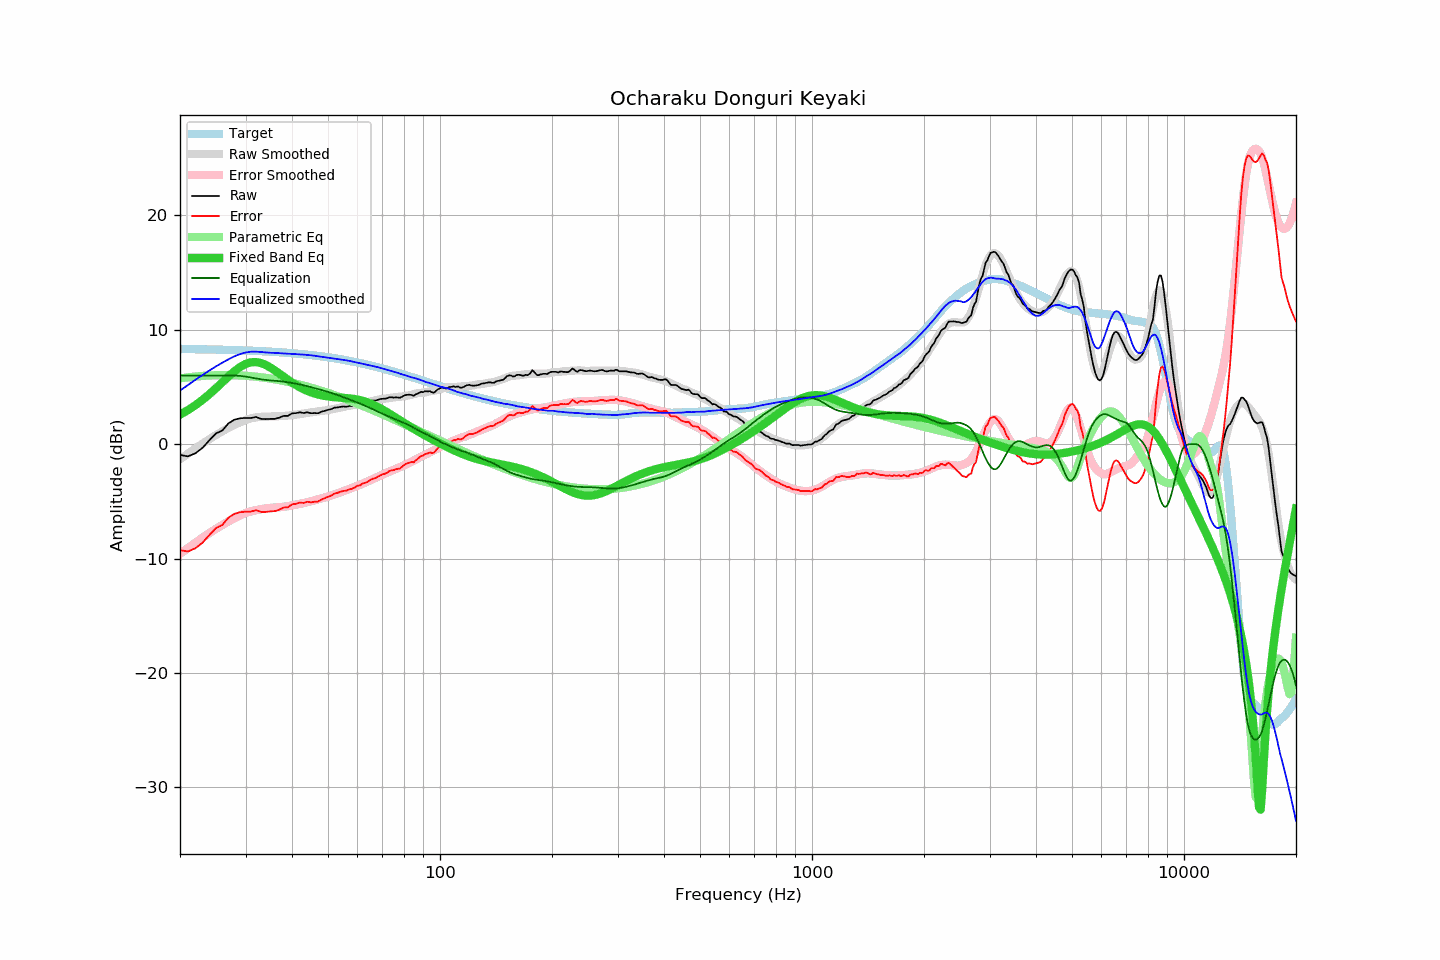 Ocharaku Donguri Keyaki
Target
Raw Smoothed
Error Smoothed
Raw
Error
Parametric Eq
Fixed Band Eq
Equalization
Equalized smoothed
20
10
0
−10
−20
−30
Amplitude (dBr)
100
1000
10000
Frequency (Hz)